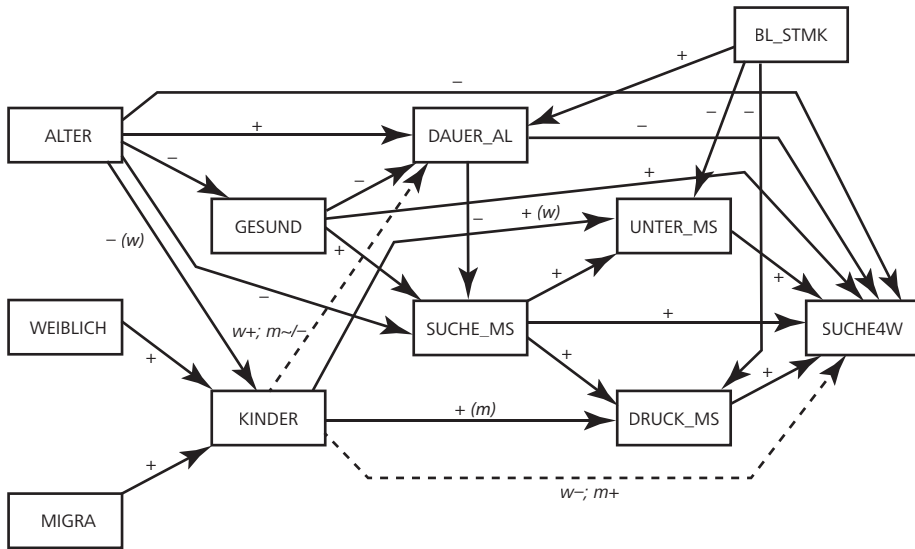 BL_STMK
–
+
ALTER
+
DAUER_AL
–
–
–
–
–
+
GESUND
–
+ (w)
UNTER_MS
– (w)
+
+
+
–
WEIBLICH
w+; m~/–
SUCHE_MS
+
SUCHE4W
+
+
+
KINDER
+ (m)
DRUCK_MS
+
w–; m+
MIGRA